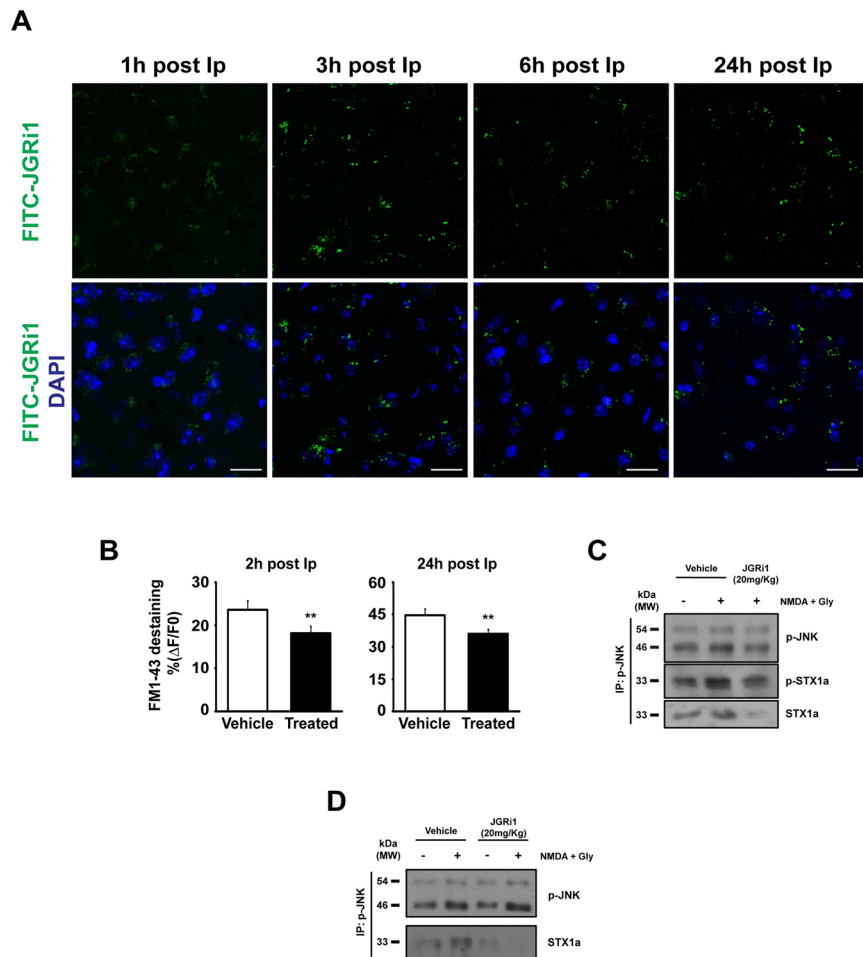 A
1h post Ip
3h post Ip
6h post Ip
24h post Ip
FITC-JGRi1
FITC-JGRi1
DAPI
B
2h post Ip
24h post Ip
FM1-43 destaining
%(ΔF/F0)
30
20
10
0
**
Vehicle
Treated
60
45
30
15
0
**
Vehicle
Treated
C
Vehicle
JGRi1
(20mg/Kg)
kDa
(MW)
- + + NMDA + Gly
IP: p-JNK
54
46
p-JNK
33
p-STX1a
33
STX1a
D
Vehicle
JGRi1
(20mg/Kg)
kDa
(MW)
- + - + NMDA + Gly
IP: p-JNK
54
46
p-JNK
33
STX1a